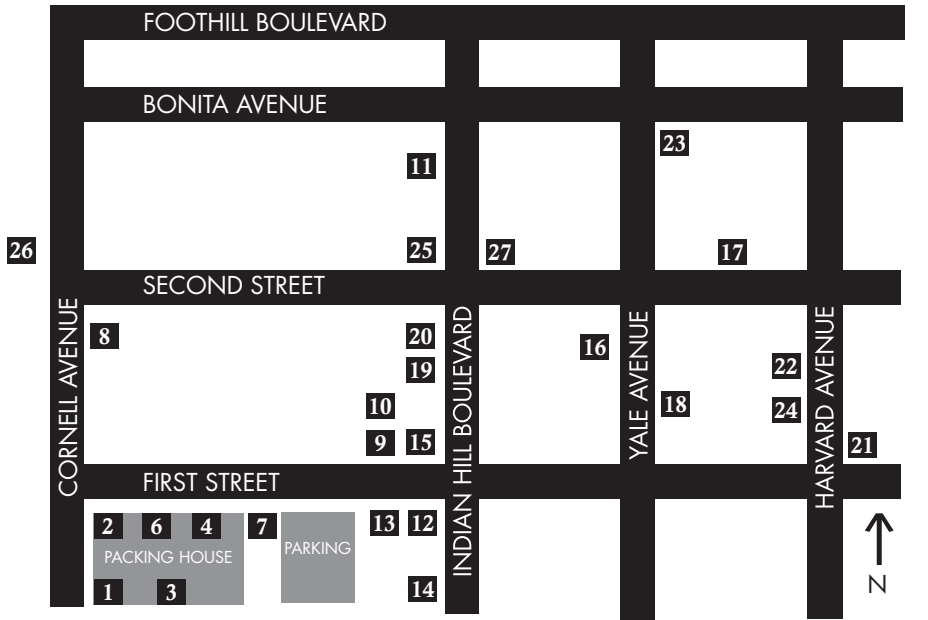 FOOTHILL BOULEVARD
BONITA AVENUE
23
11
26
25
27
17
SECOND STREET
CORNELL AVENUE
INDIAN HILL BOULEVARD
YALE AVENUE
HARVARD AVENUE
8
20
16
19
22
10
18
24
9
15
21
FIRST STREET
2
6
4
7
13
12
PARKING
PACKING HOUSE
1
3
14
N